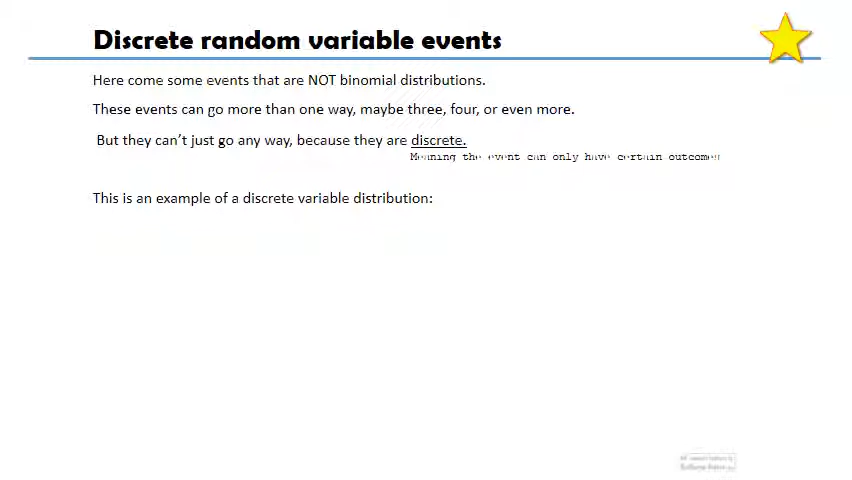 Discrete random variable events
Here come some events that are NOT binomial distributions.
These events can go more than one way, maybe three, four, or even more.
But they can't just go any way, because they are discrete.
Meaning the event can only have certain outcomes
This is an example of a discrete variable distribution: